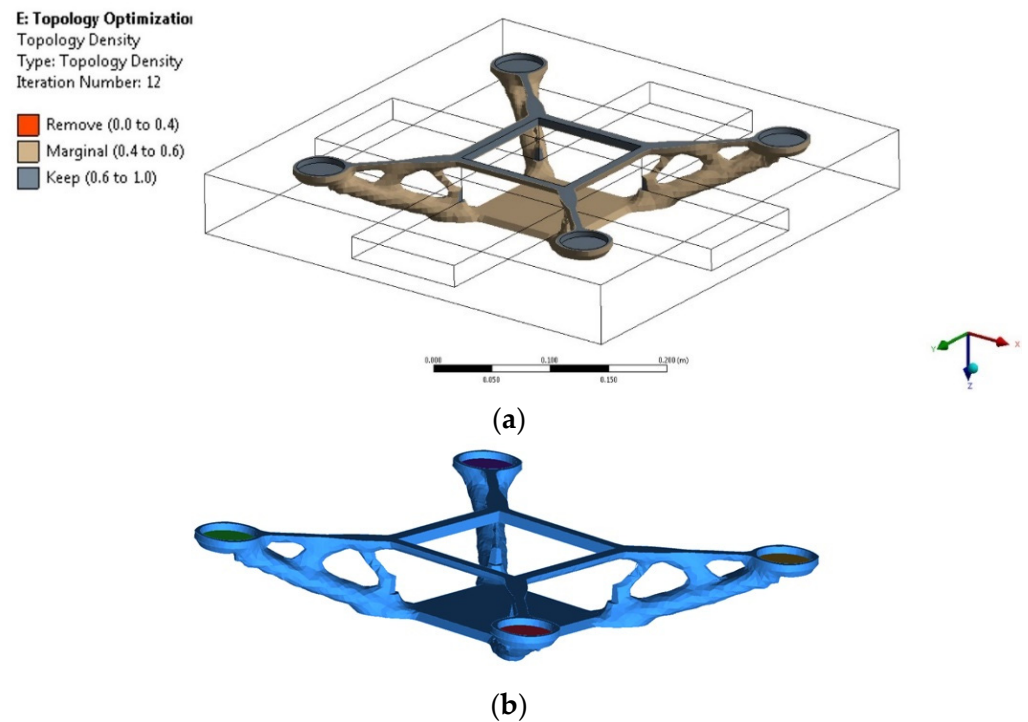 E: Topology Optimization
Topology Density
Type: Topology Density
Iteration Number: 12
Remove (0.0 to 0.4)
Marginal (0.4 to 0.6)
Keep (0.6 to 1.0)
0.000 0.100 0.200 (m)
0.050 0.150
Y X
Z
(a)
(b)